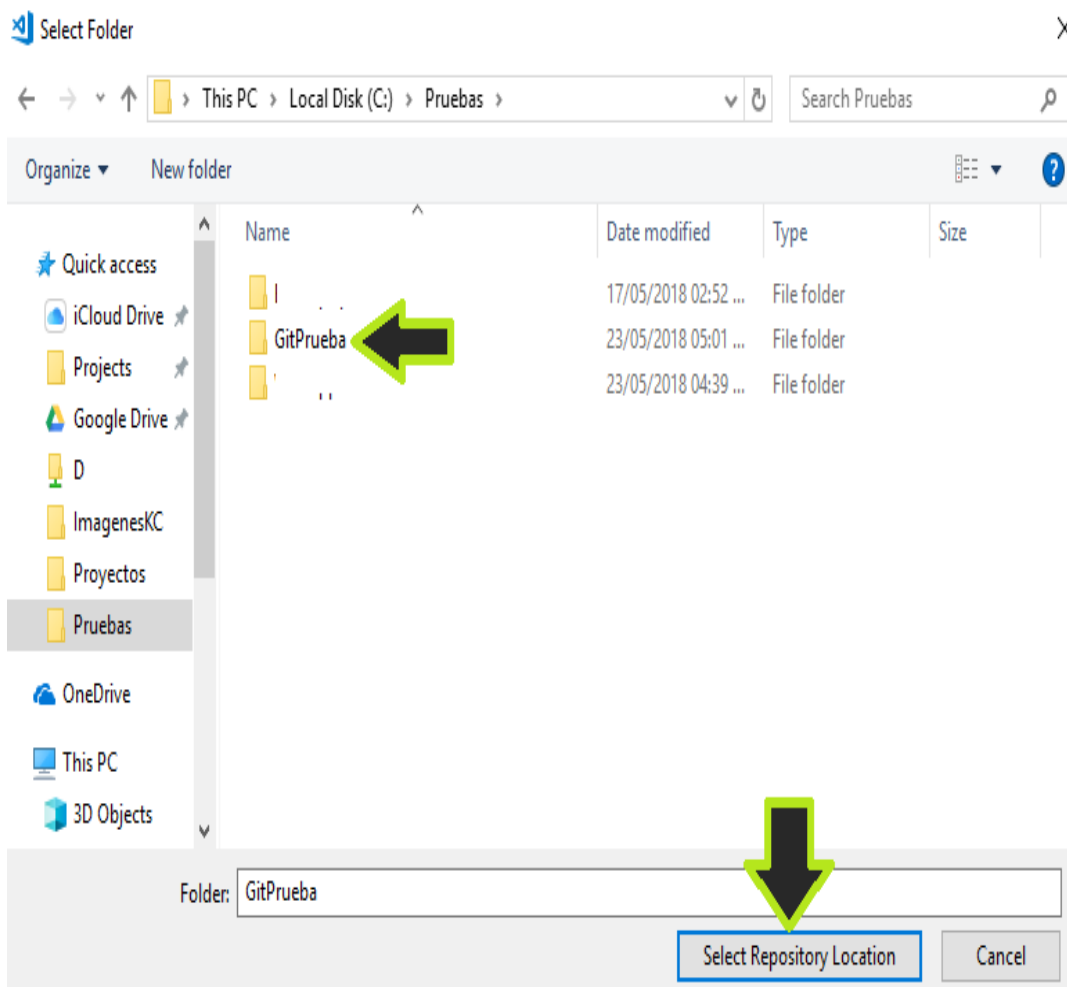 Select Folder
This PC > Local Disk (C:) > Pruebas >
Search Pruebas
Organize
New folder
Name
Date modified
Type
Size
17/05/2018 02:52 ...
File folder
GitPrueba
23/05/2018 05:01 ...
File folder
23/05/2018 04:39 ...
File folder
Quick access
iCloud Drive
Projects
Google Drive
D
ImagenesKC
Proyectos
Pruebas
OneDrive
This PC
3D Objects
Folder: GitPrueba
Select Repository Location
Cancel